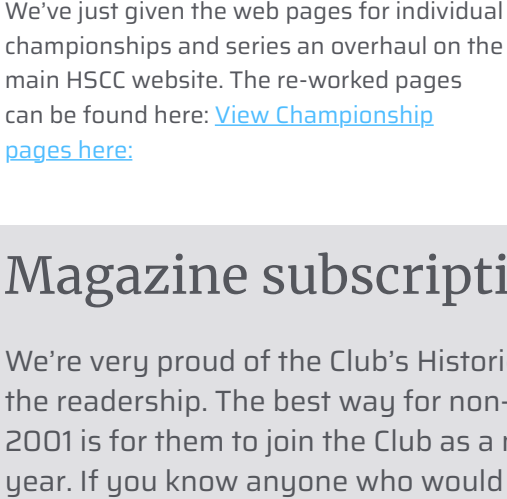 We've just given the web pages for individual
championships and series an overhaul on the
main HSCC website. The re-worked pages
can be found here: View Championship
pages here:
Magazine subscripti
We're very proud of the Club's Histori
the readership. The best way for non-
2001 is for them to join the Club as a
year. If you know anyone who would